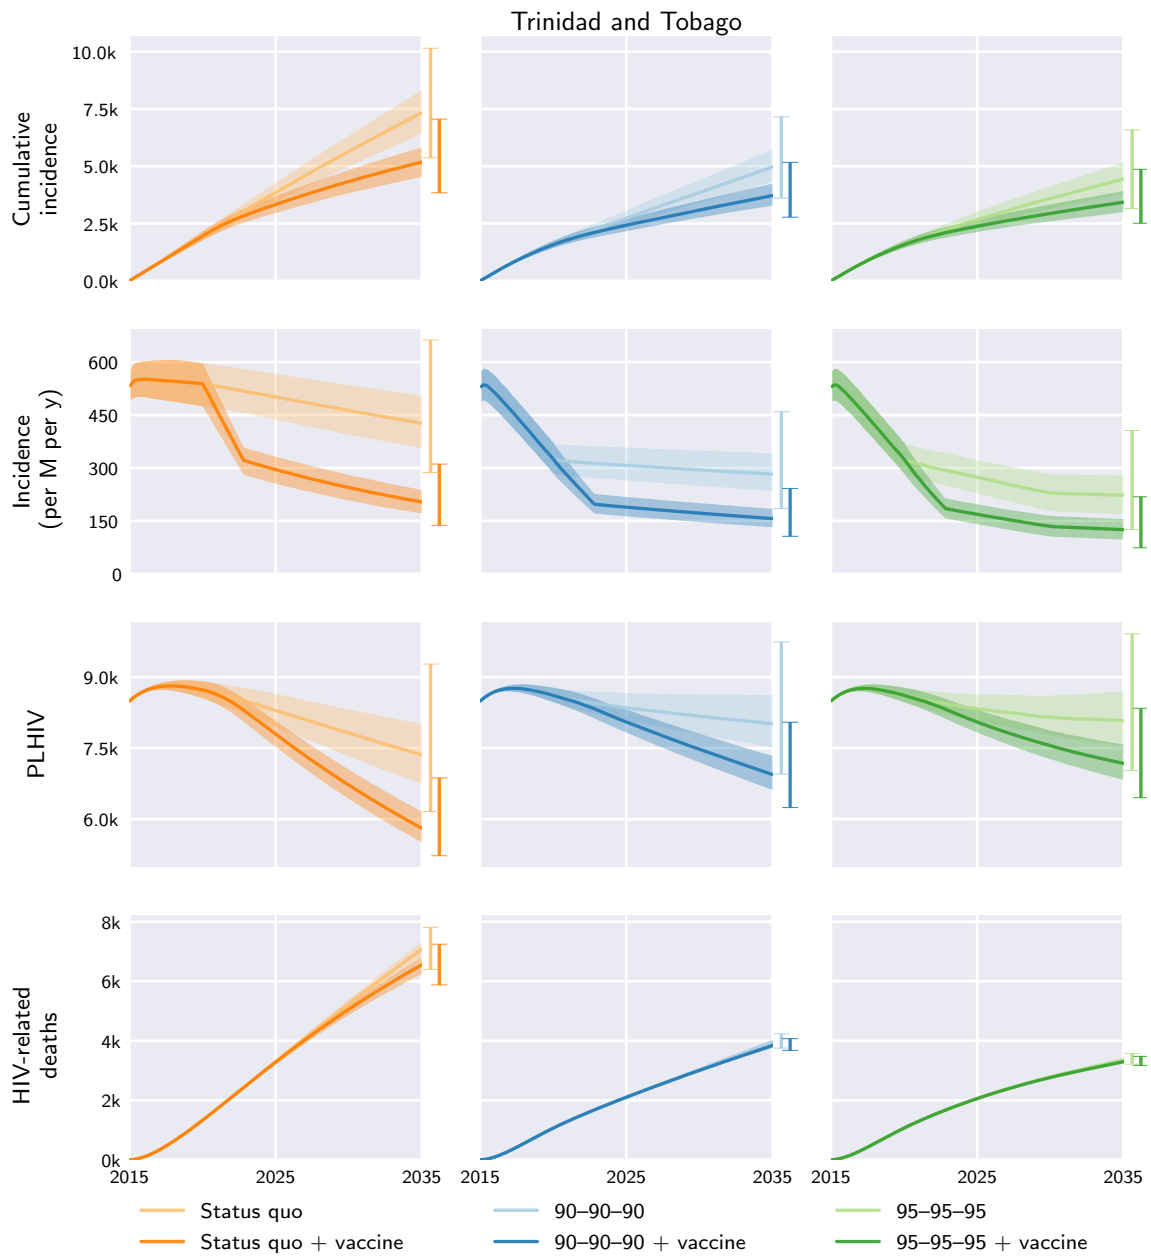 Trinidad and Tobago
Cumulative
incidence
10.0k
7.5k
5.0k
2.5k
0.0k
Incidence
(per M per y)
600
450
300
150
0
PLHIV
9.0k
7.5k
6.0k
HIV-related
deaths
8k
6k
4k
2k
0k
2015 2025 2035
2015 2025 2035
2015 2025 2035
Status quo 90–90–90 95–95–95
Status quo + vaccine 90–90–90 + vaccine 95–95–95 + vaccine